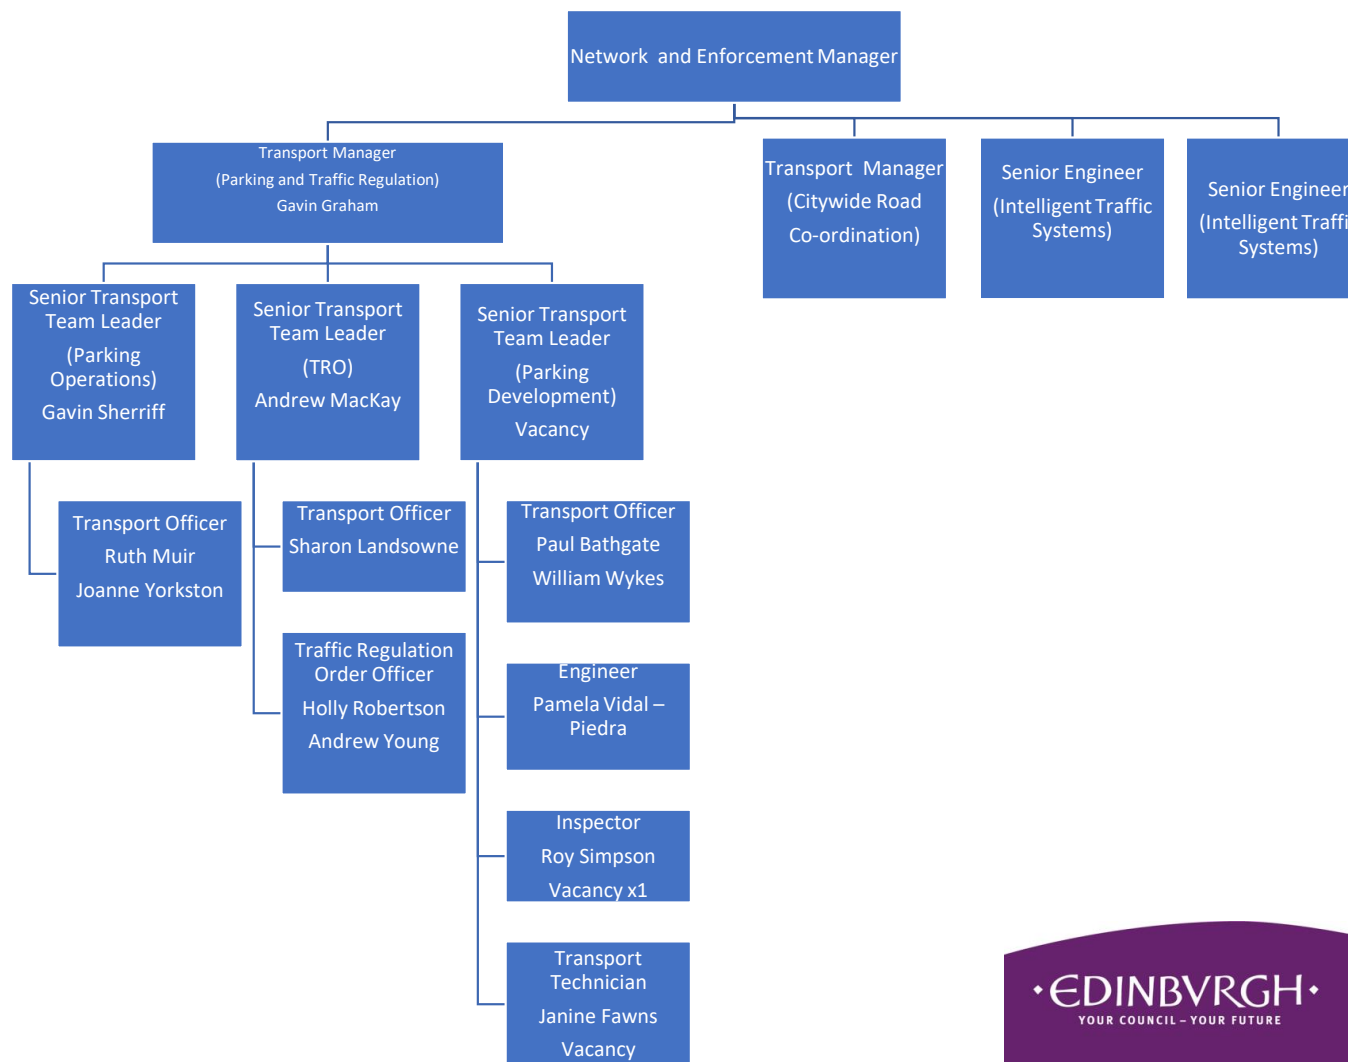 Network and Enforcement Manager
Transport Manager
(Parking and Traffic Regulation)
Gavin Graham
Transport Manager
(Citywide Road
Co-ordination)
Senior Engineer
(Intelligent Traffic
Systems)
Senior Engineer
(Intelligent Traffi
Systems)
Senior Transport
Team Leader
(Parking
Operations)
Gavin Sherriff
Senior Transport
Team Leader
(TRO)
Andrew MacKay
Senior Transport
Team Leader
(Parking
Development)
Vacancy
Transport Officer
Ruth Muir
Joanne Yorkston
Transport Officer
Sharon Landsowne
Traffic Regulation
Order Officer
Holly Robertson
Andrew Young
Transport Officer
Paul Bathgate
William Wykes
Engineer
Pamela Vidal –
Piedra
Inspector
Roy Simpson
Vacancy x1
Transport
Technician
Janine Fawns
Vacancy
·EDINBVRGH·
YOUR COUNCIL – YOUR FUTURE